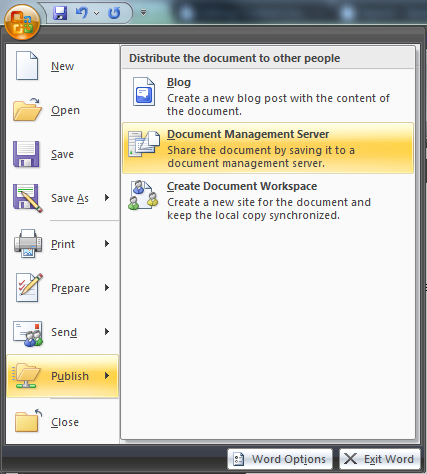 New
Open
Save
Save As
Print
Prepare
Send
Publish
Close
Distribute the document to other people
Blog
Create a new blog post with the content of
the document.
Document Management Server
Share the document by saving it to a
document management server.
Create Document Workspace
Create a new site for the document and
keep the local copy synchronized.
Word Options
Exit Word